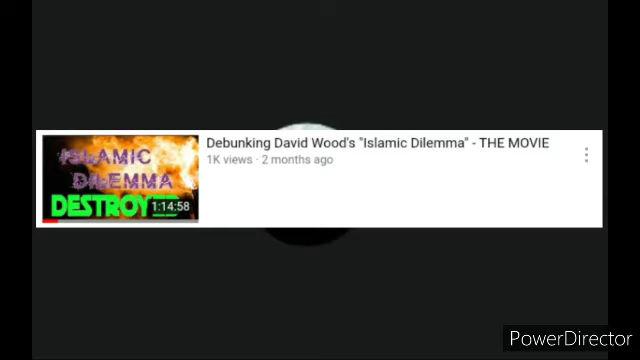 ISLAMIC
DILEMMA
DESTROYED
1:14:58
Debunking David Wood's "Islamic Dilemma" - THE MOVIE
1K views · 2 months ago
PowerDirector